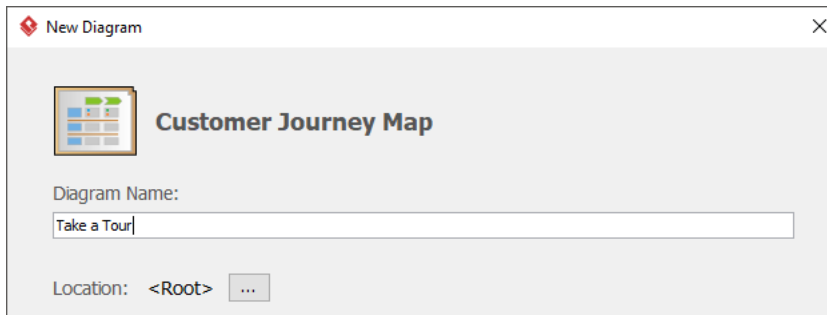 New Diagram
Customer Journey Map
Diagram Name:
Take a Tour
Location: <Root> ...